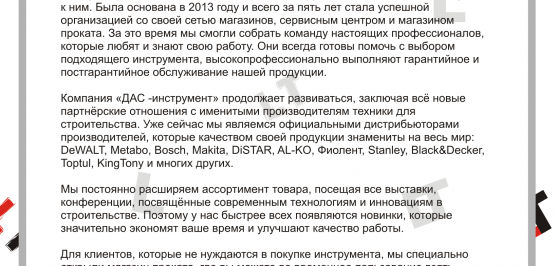 к ним. Была основана в 2013 году и всего за пять лет стала успешной
организацией со своей сетью магазинов, сервисным центром и магазином
проката. За это время мы смогли собрать команду настоящих профессионалов,
которые любят и знают свою работу. Они всегда готовы помочь с выбором
подходящего инструмента, высокопрофессионально выполняют гарантийное и
постгарантийное обслуживание нашей продукции.
Компания «ДАС -инструмент» продолжает развиваться, заключая всё новые
партнёрские отношения с именитыми производителям техники для
строительства. Уже сейчас мы являемся официальными дистрибьюторами
производителей, которые качеством своей продукции знамениты на весь мир:
DeWALT, Metabo, Bosch, Makita, DiSTAR, AL-KO, Фиолент, Stanley, Black&Decker,
Toptul, KingTony и многих других.
Мы постоянно расширяем ассортимент товара, посещая все выставки,
конференции, посвящённые современным технологиям и инновациям в
строительстве. Поэтому у нас быстрее всех появляются новинки, которые
значительно экономят ваше время и улучшают качество работы.
Для клиентов, которые не нуждаются в покупке инструмента, мы специально